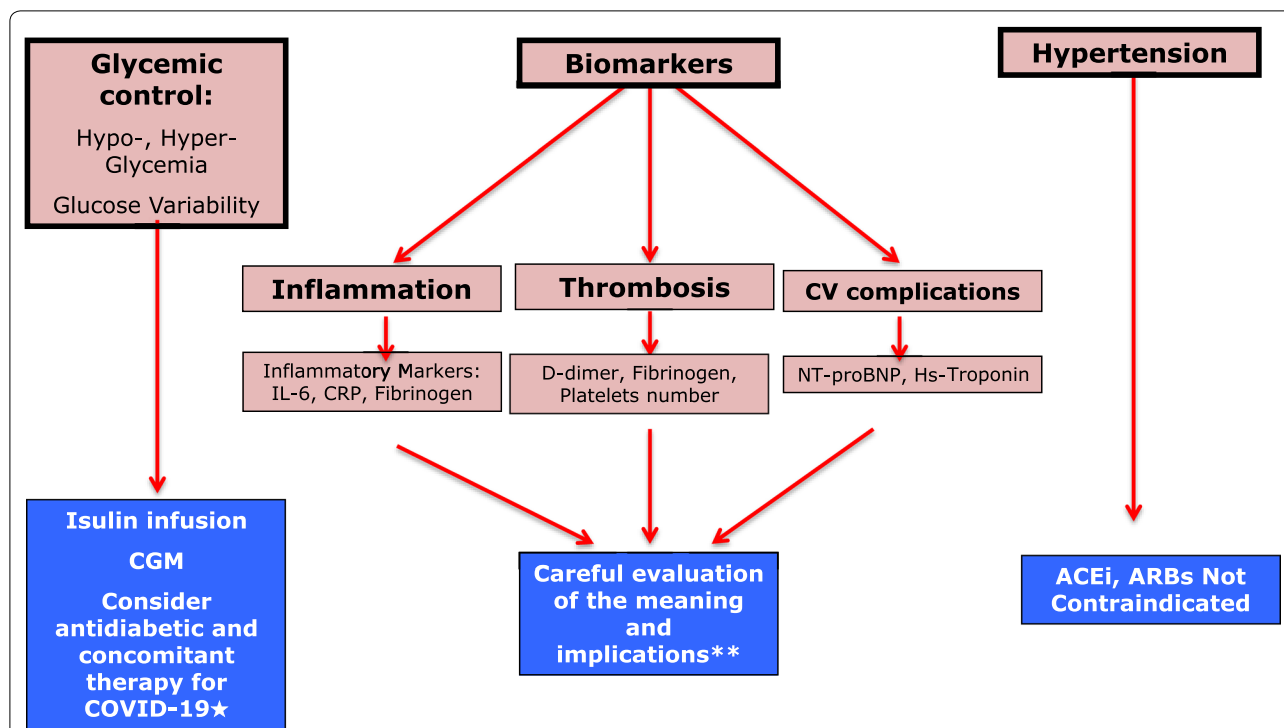 Glycemic
control:
Hypo-, Hyper-
Glycemia
Glucose Variability
Biomarkers
Hypertension
Inflammation
Thrombosis
CV complications
Inflammatory Markers:
IL-6, CRP, Fibrinogen
D-dimer, Fibrinogen,
Platelets number
NT-proBNP, Hs-Troponin
Isulin infusion
CGM
Consider
antidiabetic and
concomitant
therapy for
COVID-19★
Careful evaluation
of the meaning
and
implications**
ACEi, ARBs Not
Contraindicated